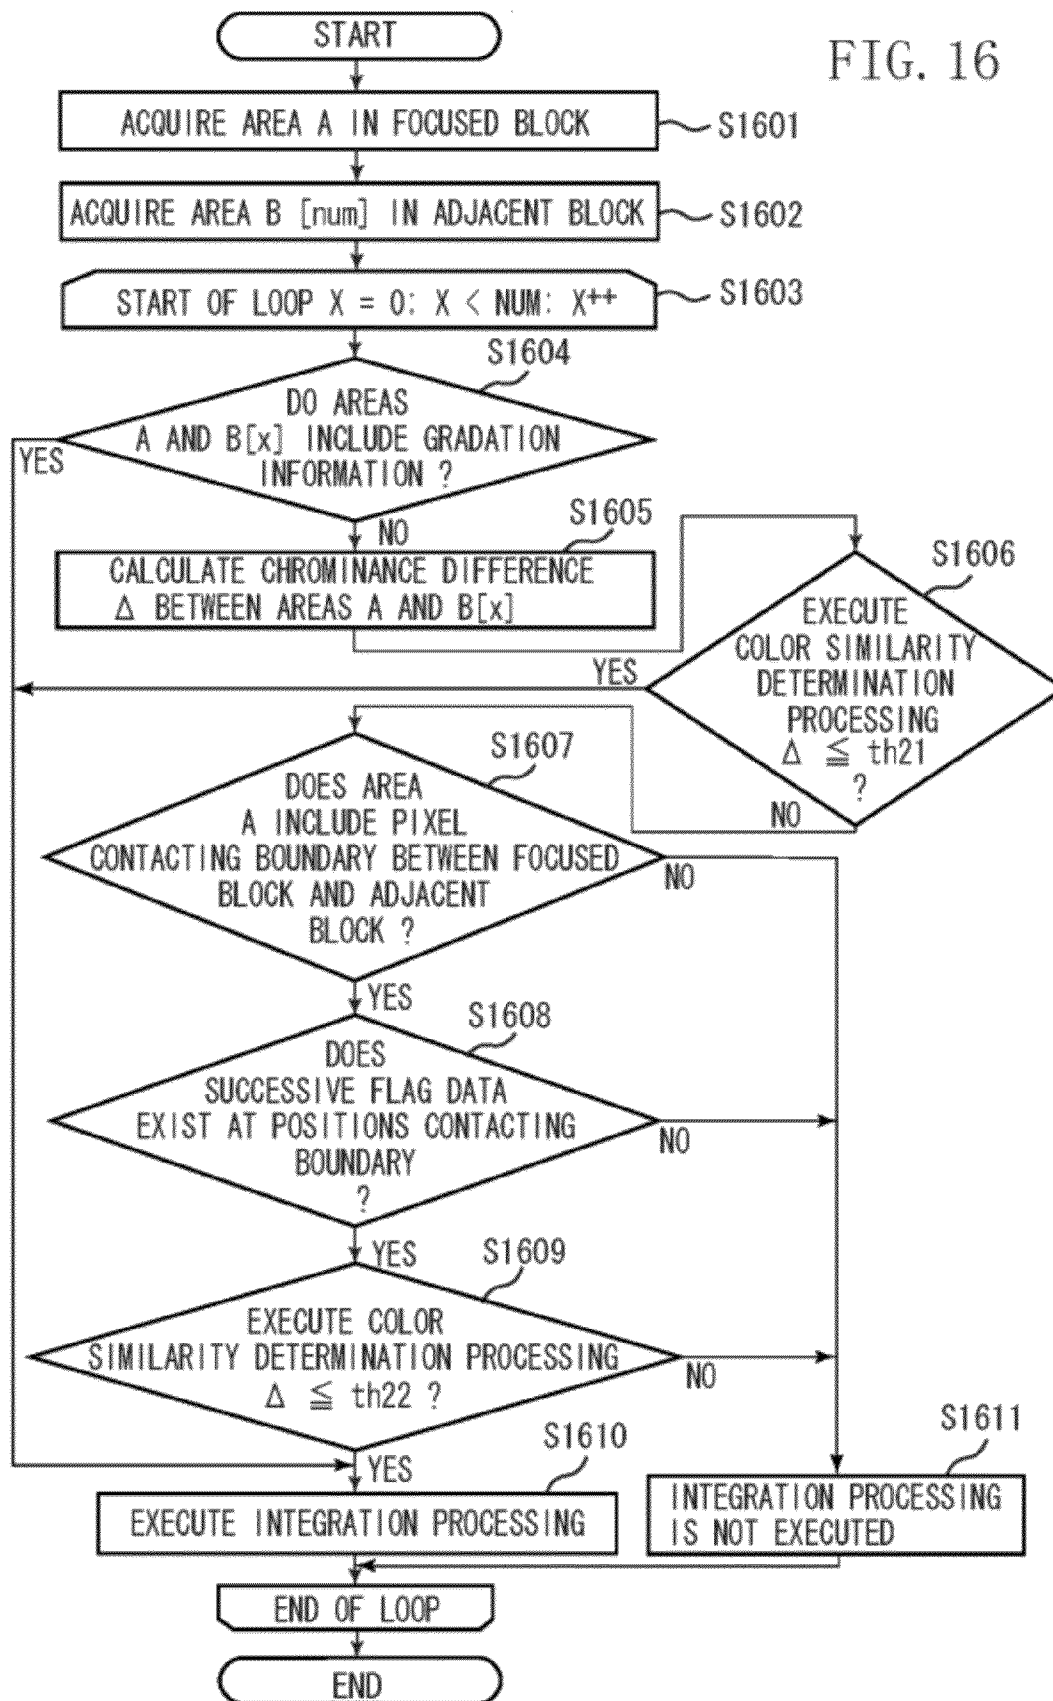 START
FIG. 16
ACQUIRE AREA A IN FOCUSED BLOCK
S1601
ACQUIRE AREA B [num] IN ADJACENT BLOCK
S1602
START OF LOOP X = 0: X < NUM: X++
S1603
S1604
DO AREAS
A AND B[x] INCLUDE GRADATION
INFORMATION ?
YES
NO
S1605
CALCULATE CHROMINANCE DIFFERENCE
Δ BETWEEN AREAS A AND B[x]
S1606
EXECUTE
COLOR SIMILARITY
DETERMINATION
PROCESSING
Δ ≦ th21
?
YES
NO
S1607
DOES AREA
A INCLUDE PIXEL
CONTACTING BOUNDARY BETWEEN FOCUSED
BLOCK AND ADJACENT
BLOCK ?
NO
YES
S1608
DOES
SUCCESSIVE FLAG DATA
EXIST AT POSITIONS CONTACTING
BOUNDARY
?
NO
YES
S1609
EXECUTE COLOR
SIMILARITY DETERMINATION PROCESSING
Δ ≦ th22 ?
NO
YES
S1610
EXECUTE INTEGRATION PROCESSING
S1611
INTEGRATION PROCESSING
IS NOT EXECUTED
END OF LOOP
END